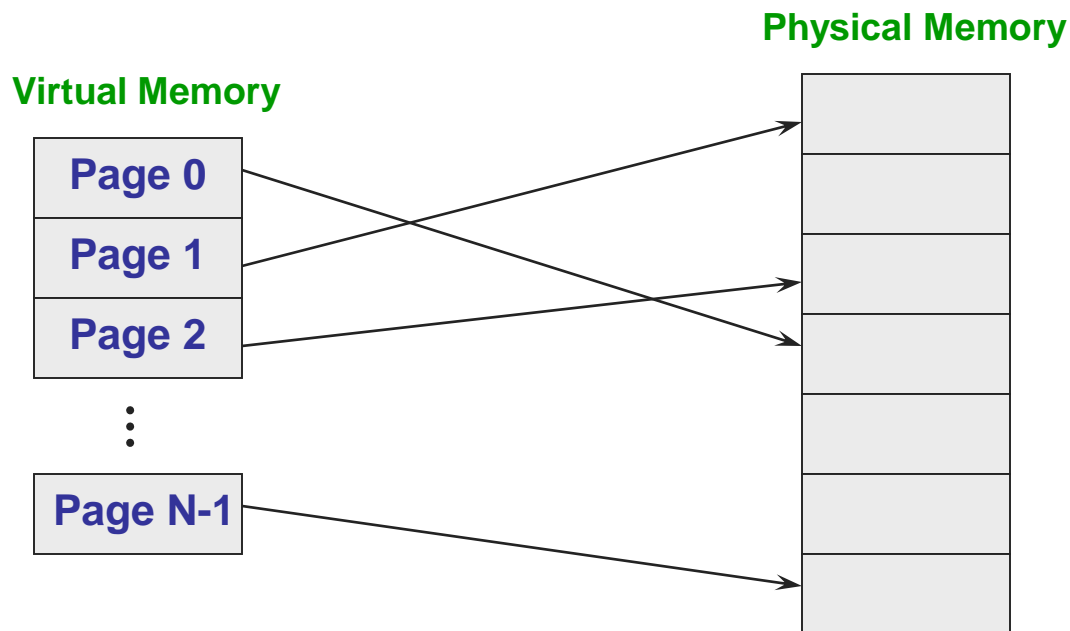 Physical Memory
Virtual Memory
Page 0
Page 1
Page 2
Page N-1